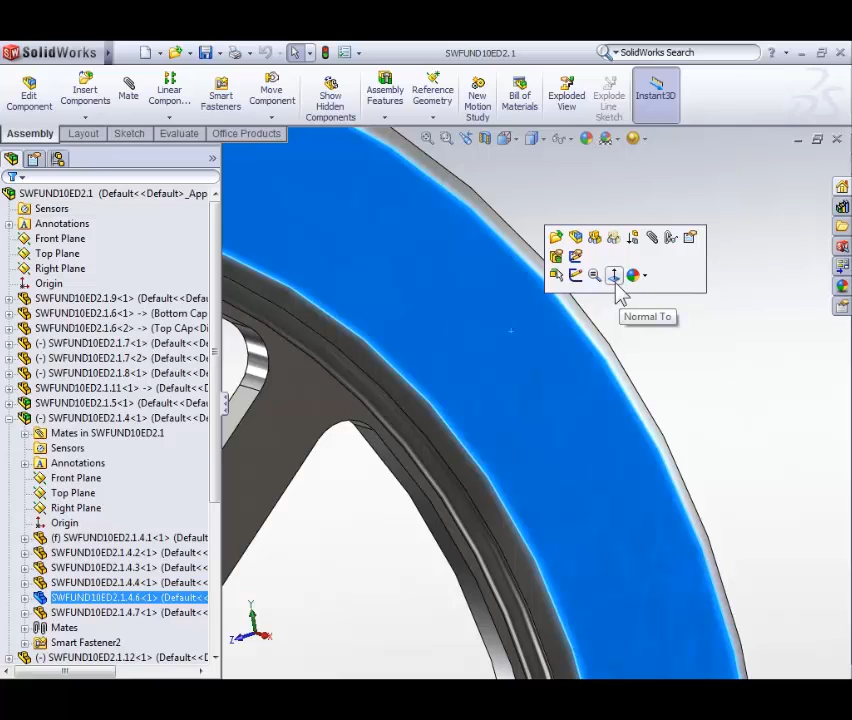 SolidWorks
SWFUND10ED2.1
SolidWorks Search
Edit
Component
Insert
Components
Mate
Linear
Compon...
Smart
Fasteners
Move
Component
Show
Hidden
Components
Assembly
Features
Reference
Geometry
New
Motion
Study
Bill of
Materials
Exploded
View
Explode
Line
Sketch
Instant3D
Assembly
Layout
Sketch
Evaluate
Office Products
SWFUND10ED2.1 (Default<<Default>_App
Sensors
Annotations
Front Plane
Top Plane
Right Plane
Origin
SWFUND10ED2.1.9<1> (Default<<
SWFUND10ED2.1.6<1> -> (Bottom Cap
SWFUND10ED2.1.6<2> -> (Top CAp<D
(-) SWFUND10ED2.1.7<1> (Default<
(-) SWFUND10ED2.1.7<2> (Default<
(-) SWFUND10ED2.1.8<1> (Default<
SWFUND10ED2.1.11<1> -> (Default<
SWFUND10ED2.1.5<1> (Default<<
(-) SWFUND10ED2.1.4<1> (Default<
Mates in SWFUND10ED2.1
Sensors
Annotations
Front Plane
Top Plane
Right Plane
Origin
(f) SWFUND10ED2.1.4.1<1> (Def
SWFUND10ED2.1.4.2<1> (Default<<
SWFUND10ED2.1.4.3<1> (Default<<
SWFUND10ED2.1.4.4<1> (Default<<
SWFUND10ED2.1.4.6<1> (Default<<
SWFUND10ED2.1.4.7<1> (Default<<
Mates
Smart Fastener2
(-) SWFUND10ED2.1.12<1> (Default<
Normal To
Y
Z
X